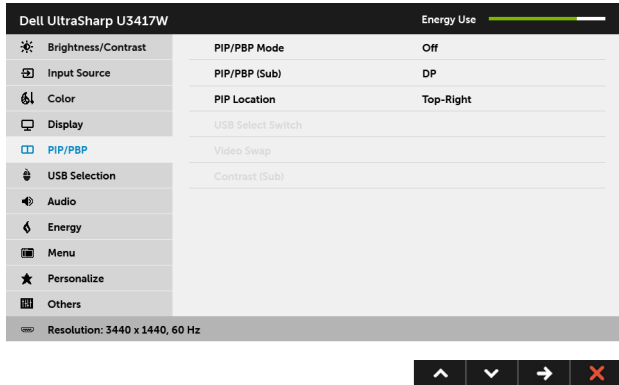 Dell UltraSharp U3417W Energy Use
Brightness/Contrast PIP/PBP Mode Off
Input Source PIP/PBP (Sub) DP
Color PIP Location Top-Right
Display USB Select Switch
PIP/PBP Video Swap
USB Selection Contrast (Sub)
Audio
Energy
Menu
Personalize
Others
Resolution: 3440 x 1440, 60 Hz